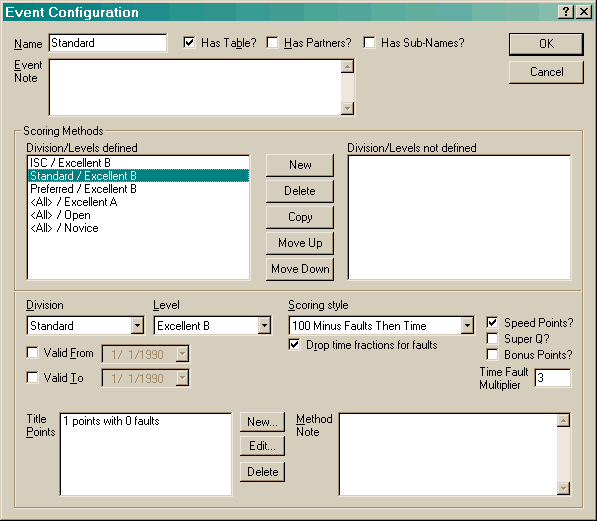 Event Configuration
Name Standard Has Table? Has Partners? Has Sub-Names? OK
Event Note Cancel
Scoring Methods
Division/Levels defined Division/Levels not defined
ISC / Excellent B
Standard / Excellent B
Preferred / Excellent B
<All> / Excellent A
<All> / Open
<All> / Novice
New
Delete
Copy
Move Up
Move Down
Division Level Scoring style
Standard Excellent B 100 Minus Faults Then Time Speed Points?
Drop time fractions for faults Super Q?
Valid From 1/ 1/1990 Bonus Points?
Valid To 1/ 1/1990 Time Fault Multiplier 3
Title Points 1 points with 0 faults New... Method Note
Edit...
Delete